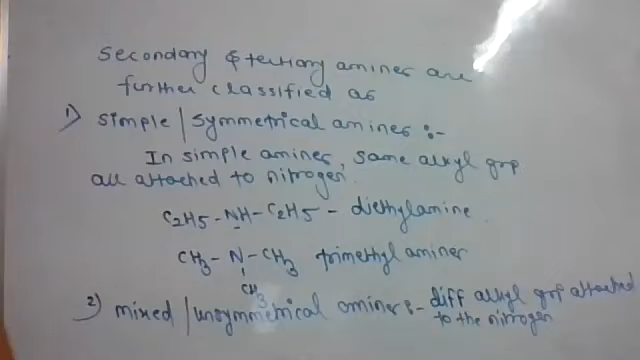 Secondary & tertiary amines are
further classified as
1) Simple / Symmetrical amines :-
In simple amines, same alkyl grp
all attached to nitrogen.
C2H5 - NH - C2H5 - diethylamine
CH3 - N - CH3 trimethyl amines
CH3
2) mixed / unsymmetrical amines :- diff alkyl grp attached
to the nitrogen